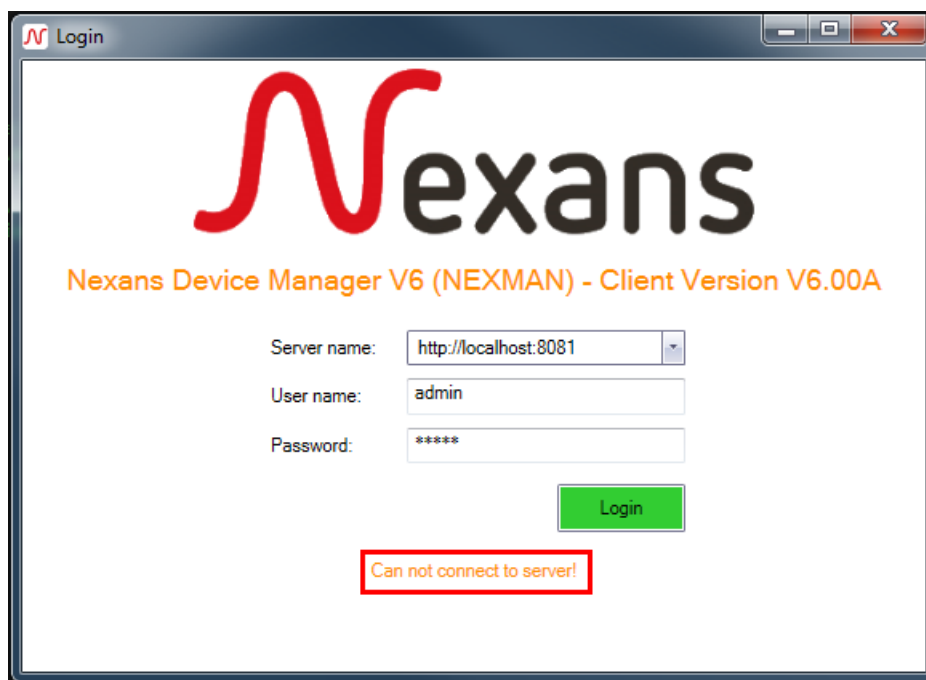 Login
Nexans
Nexans Device Manager V6 (NEXMAN) - Client Version V6.00A
Server name: http://localhost:8081
User name: admin
Password: *****
Login
Can not connect to server!